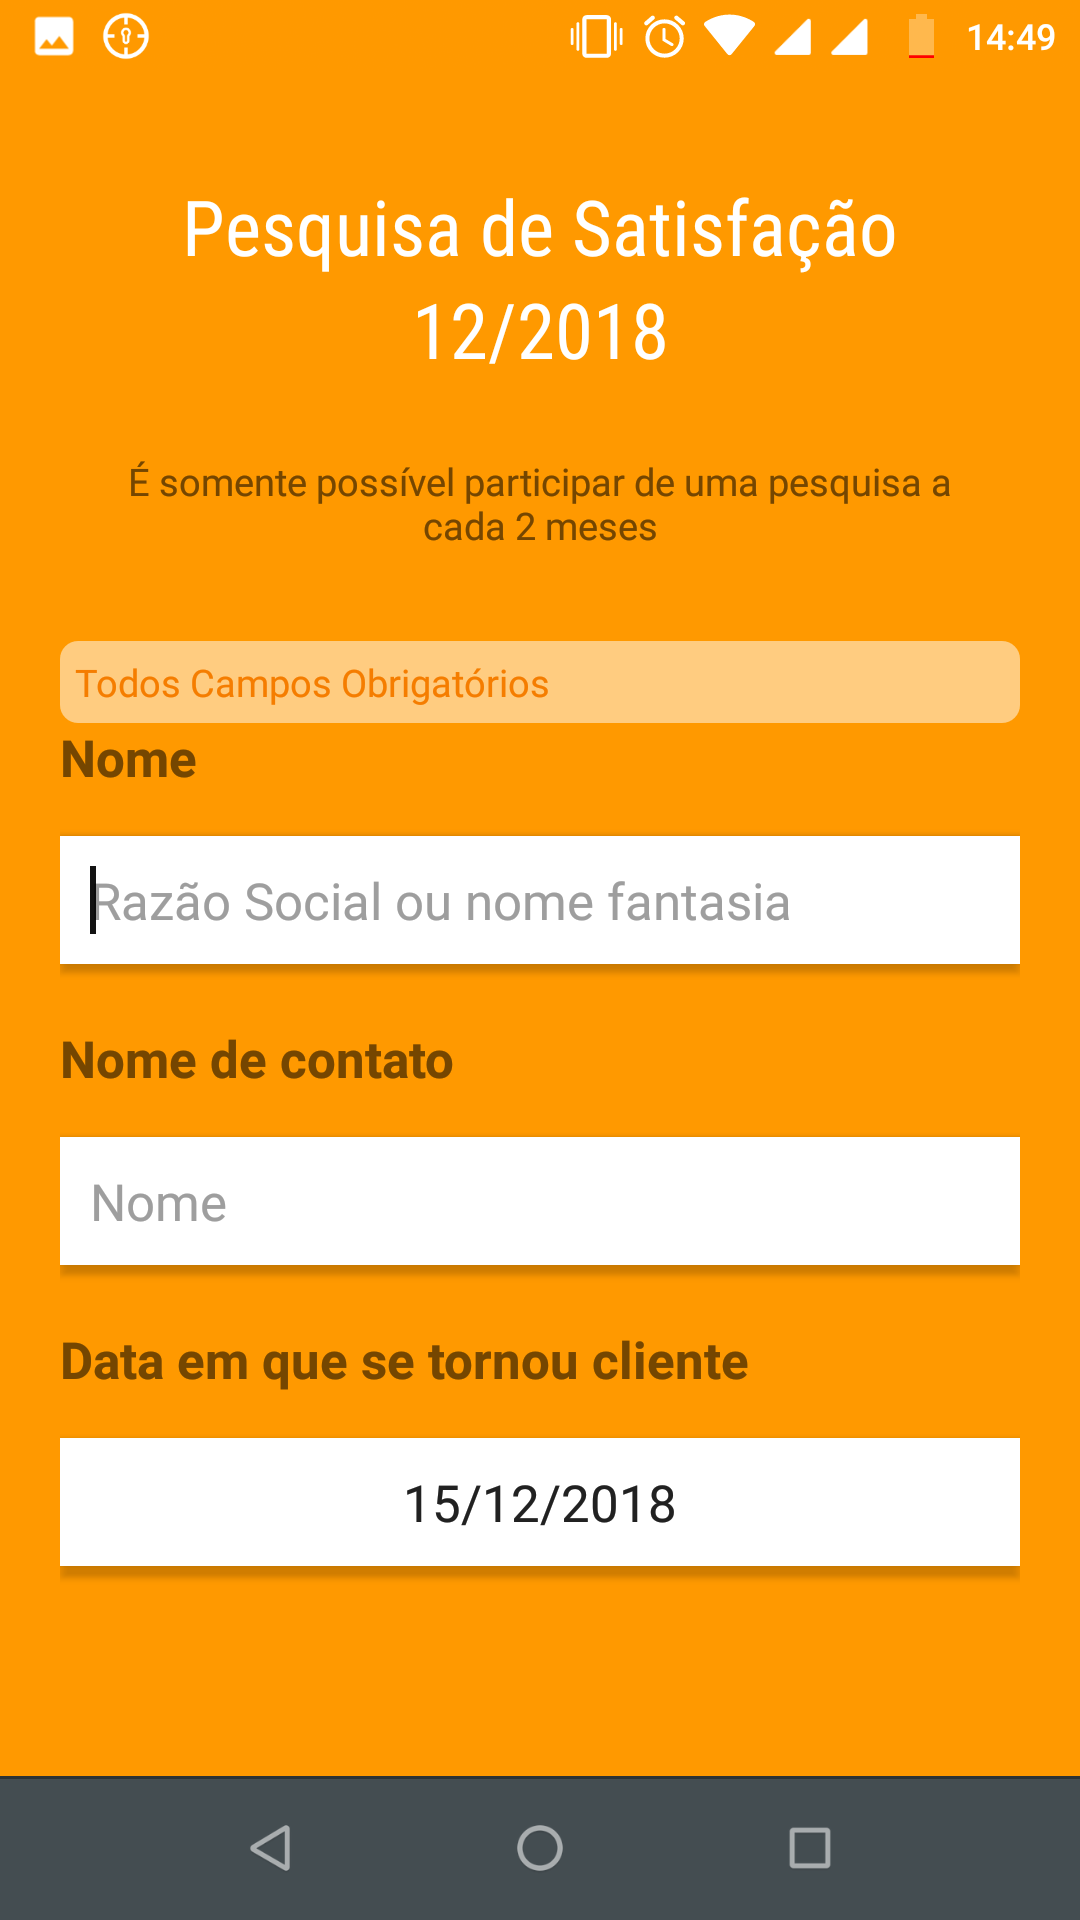 14:49
Pesquisa de Satisfação
12/2018
É somente possível participar de uma pesquisa a
cada 2 meses
Todos Campos Obrigatórios
Nome
Razão Social ou nome fantasia
Nome de contato
Nome
Data em que se tornou cliente
15/12/2018